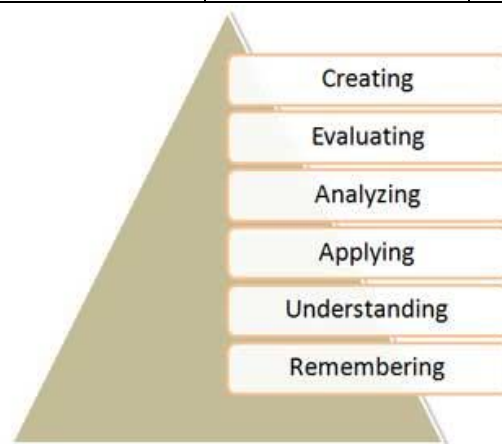 Creating
Evaluating
Analyzing
Applying
Understanding
Remembering